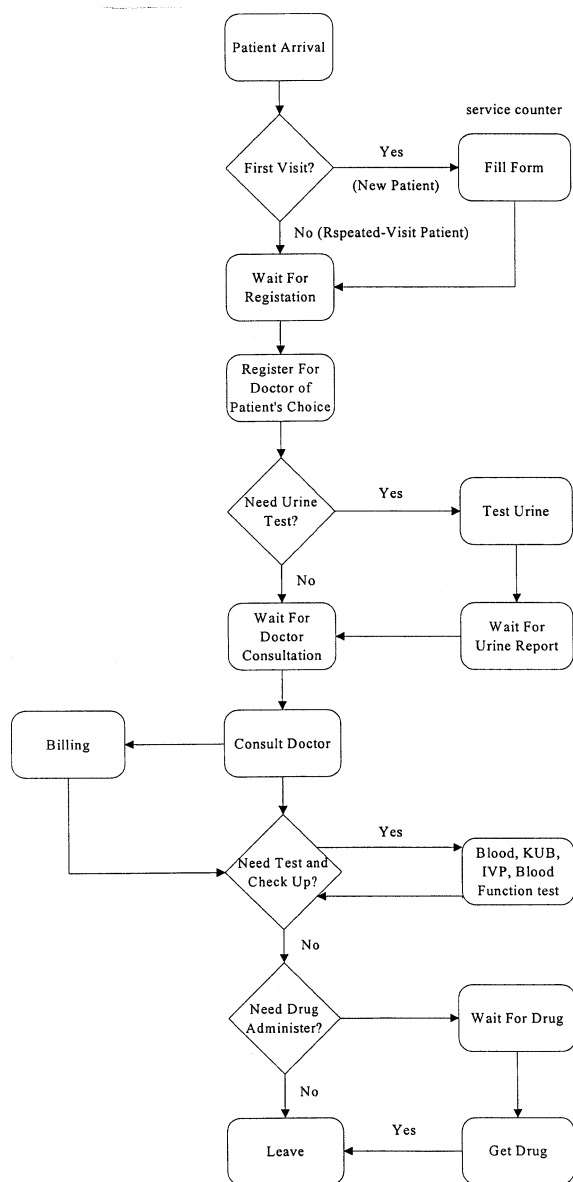 Patient Arrival
service counter
First Visit?
Yes
(New Patient)
Fill Form
No (Rspeated-Visit Patient)
Wait For
Registation
Register For
Doctor of
Patient's Choice
Need Urine
Test?
Yes
Test Urine
No
Wait For
Doctor
Consultation
Wait For
Urine Report
Billing
Consult Doctor
Need Test and
Check Up?
Yes
Blood, KUB,
IVP, Blood
Function test
No
Need Drug
Administer?
Wait For Drug
No
Leave
Yes
Get Drug